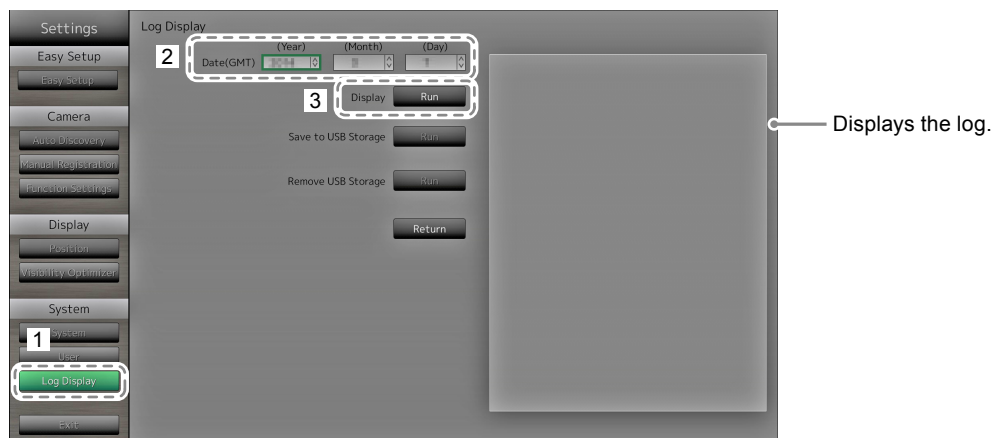 Settings
Easy Setup
Easy Setup
Camera
Auto Discovery
Manual Registration
Function Settings
Display
Position
Visibility Optimizer
System
1
System
User
Log Display
Exit
Log Display
2
(Year) (Month) (Day)
Date(GMT)
3
Display Run
Save to USB Storage Run
Remove USB Storage Run
Return
Displays the log.